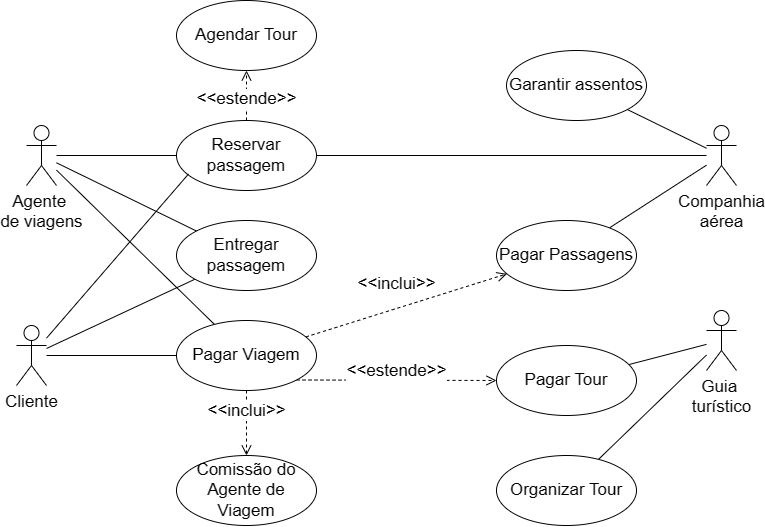 Agendar Tour
<<estende>>
Garantir assentos
Reservar
passagem
Agente
de viagens
Companhia
aérea
Entregar
passagem
Pagar Passagens
<<inclui>>
Pagar Viagem
<<estende>>
Pagar Tour
Cliente
Guia
turístico
<<inclui>>
Comissão do
Agente de
Viagem
Organizar Tour